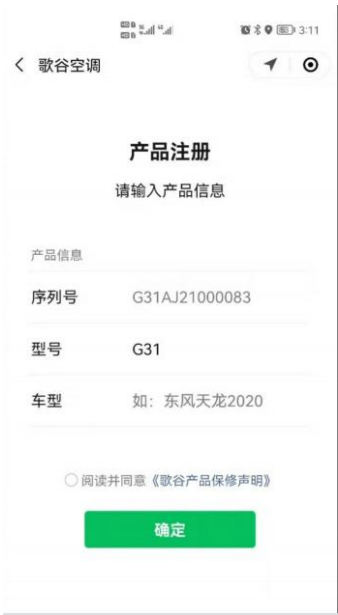 3:11
歌谷空调
产品注册
请输入产品信息
产品信息
序列号 G31AJ21000083
型号 G31
车型 如：东风天龙2020
阅读并同意《歌谷产品保修声明》
确定